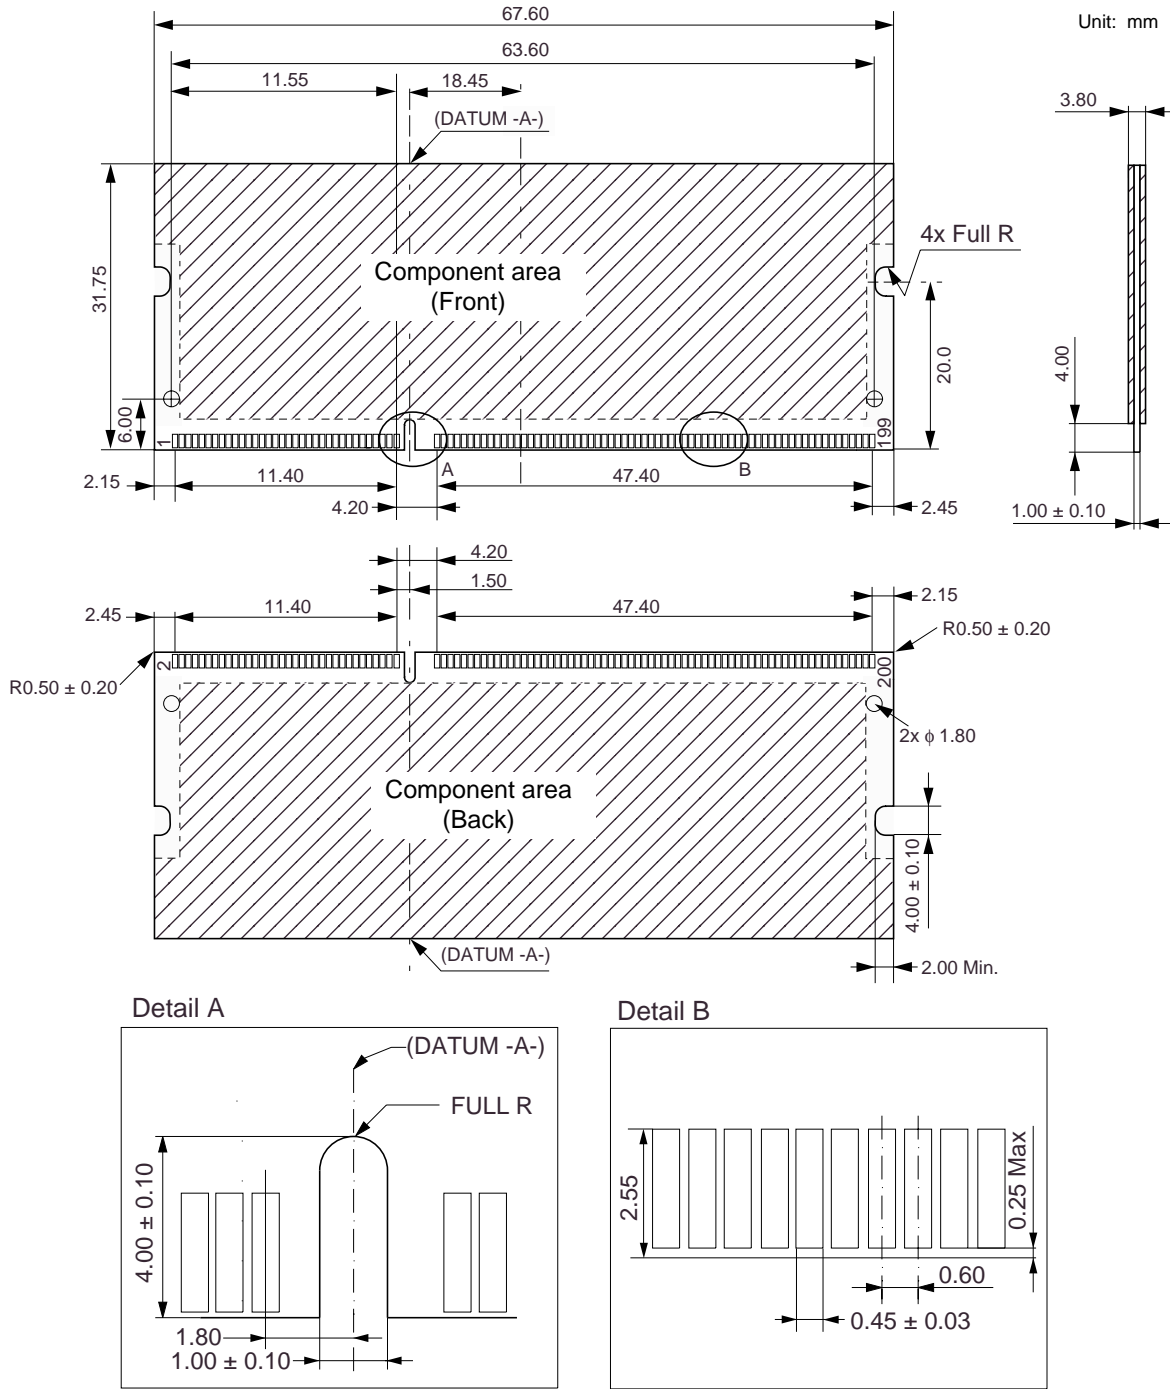 67.60
Unit: mm
63.60
11.55
18.45
3.80
(DATUM -A-)
4x Full R
Component area
(Front)
31.75
20.0
4.00
6.00
1
199
A
B
2.15
11.40
47.40
2.45
4.20
1.00 ± 0.10
4.20
1.50
2.45
11.40
47.40
2.15
R0.50 ± 0.20
R0.50 ± 0.20
2
200
2x ϕ 1.80
Component area
(Back)
4.00 ± 0.10
(DATUM -A-)
2.00 Min.
Detail A
(DATUM -A-)
FULL R
4.00 ± 0.10
1.80
1.00 ± 0.10
Detail B
2.55
0.25 Max
0.60
0.45 ± 0.03